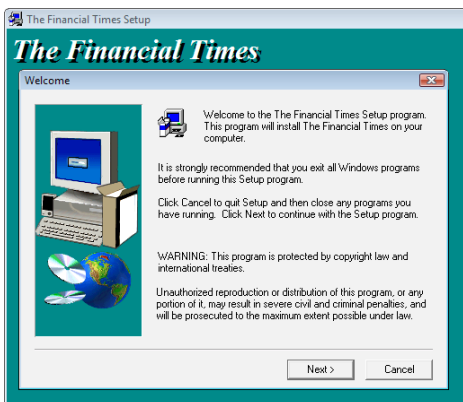 The Financial Times Setup
The Financial Times
Welcome
Welcome to the The Financial Times Setup program.
This program will install The Financial Times on your
computer.
It is strongly recommended that you exit all Windows programs
before running this Setup program.
Click Cancel to quit Setup and then close any programs you
have running. Click Next to continue with the Setup program.
WARNING: This program is protected by copyright law and
international treaties.
Unauthorized reproduction or distribution of this program, or any
portion of it, may result in severe civil and criminal penalties, and
will be prosecuted to the maximum extent possible under law.
Next >
Cancel